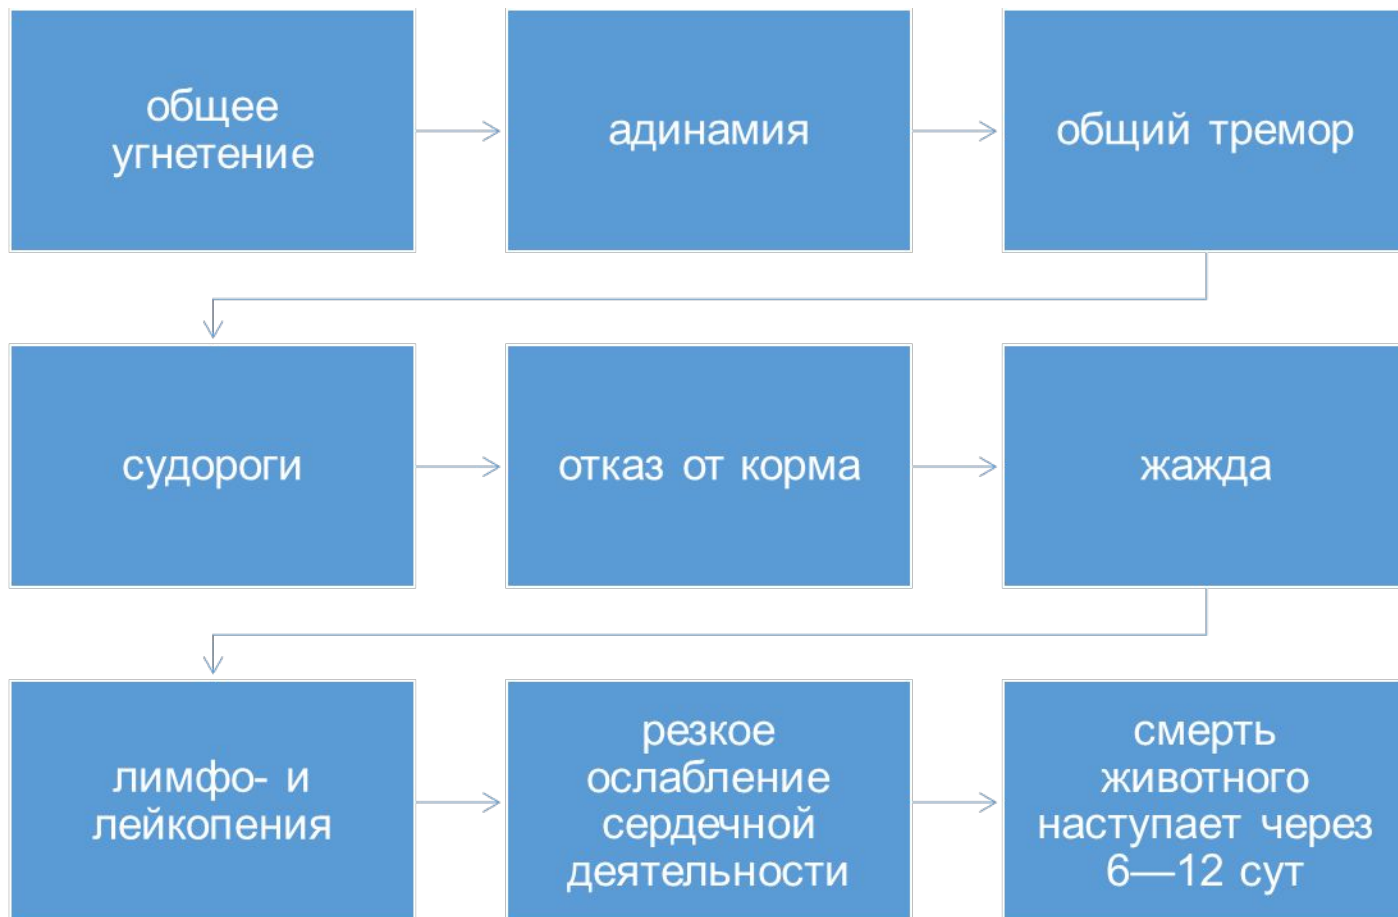 общее
угнетение
адинамия
общий тремор
судороги
отказ от корма
жажда
лимфо- и
лейкопения
резкое
ослабление
сердечной
деятельности
смерть
животного
наступает через
6—12 сут